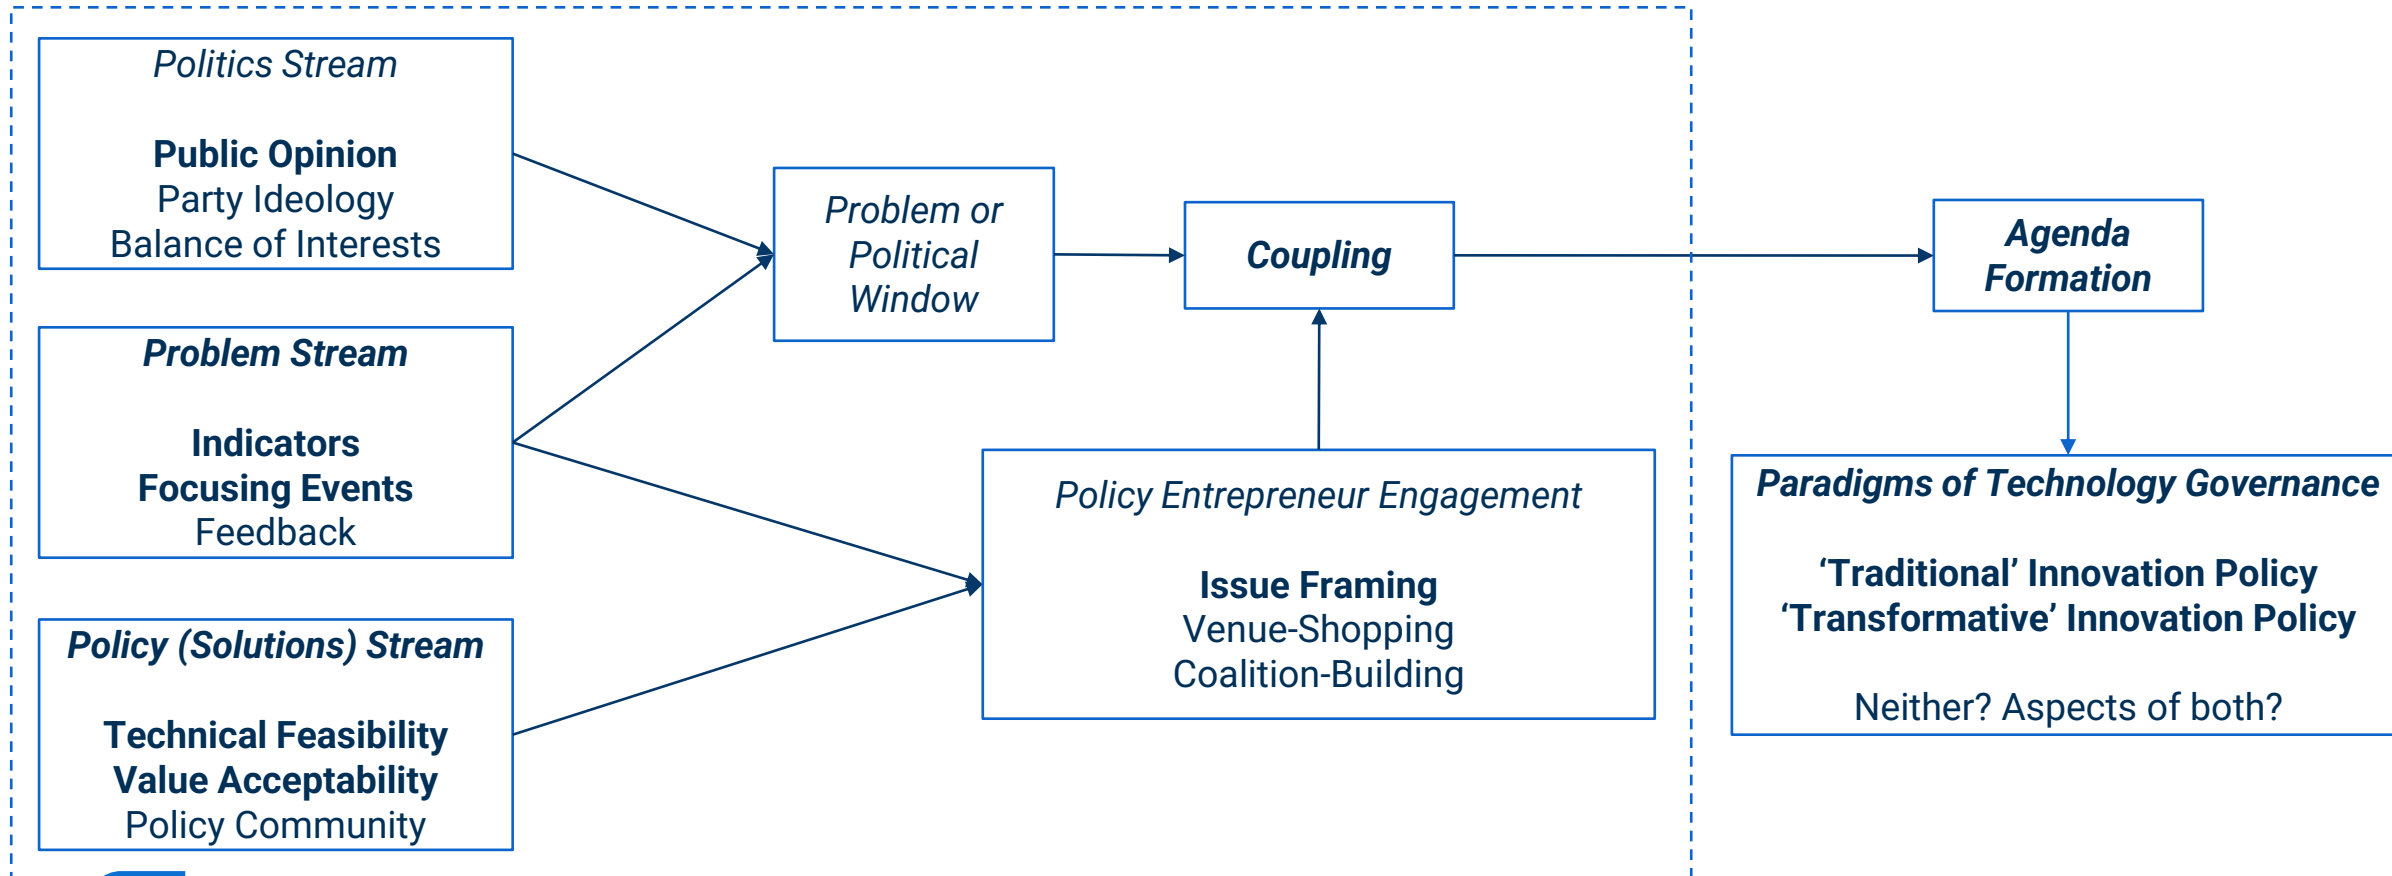 Politics Stream
Public Opinion
Party Ideology
Balance of Interests
Problem Stream
Indicators
Focusing Events
Feedback
Policy (Solutions) Stream
Technical Feasibility
Value Acceptability
Policy Community
Problem or
Political
Window
Coupling
Policy Entrepreneur Engagement
Issue Framing
Venue-Shopping
Coalition-Building
Agenda
Formation
Paradigms of Technology Governance
‘Traditional’ Innovation Policy
‘Transformative’ Innovation Policy
Neither? Aspects of both?